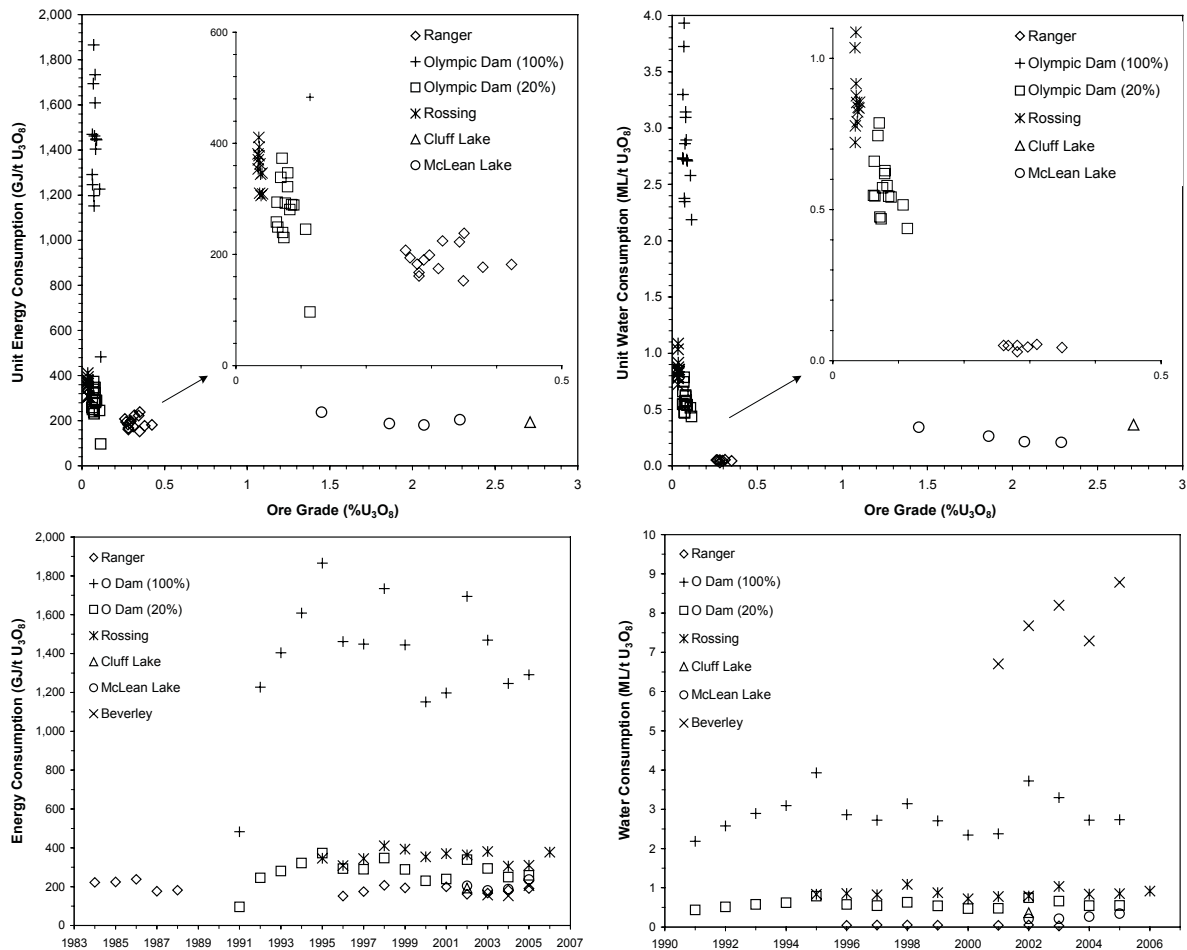 Unit Energy Consumption (GJ/t U3O8)
2,000
1,800
1,600
1,400
1,200
1,000
800
600
400
200
0
0 0.5 1 1.5 2 2.5 3
Ore Grade (%U3O8)
600
400
200
0
0 0.5
Ranger
Olympic Dam (100%)
Olympic Dam (20%)
Rossing
Cluff Lake
McLean Lake
Unit Water Consumption (ML/t U3O8)
4.0
3.5
3.0
2.5
2.0
1.5
1.0
0.5
0.0
0 0.5 1 1.5 2 2.5 3
Ore Grade (%U3O8)
1.0
0.5
0.0
0 0.5
Ranger
Olympic Dam (100%)
Olympic Dam (20%)
Rossing
Cluff Lake
McLean Lake
Energy Consumption (GJ/t U3O8)
2,000
1,800
1,600
1,400
1,200
1,000
800
600
400
200
0
1983 1985 1987 1989 1991 1993 1995 1997 1999 2001 2003 2005 2007
Ranger
O Dam (100%)
O Dam (20%)
Rossing
Cluff Lake
McLean Lake
Beverley
Water Consumption (ML/t U3O8)
10
9
8
7
6
5
4
3
2
1
0
1990 1992 1994 1996 1998 2000 2002 2004 2006
Ranger
O Dam (100%)
O Dam (20%)
Rossing
Cluff Lake
McLean Lake
Beverley